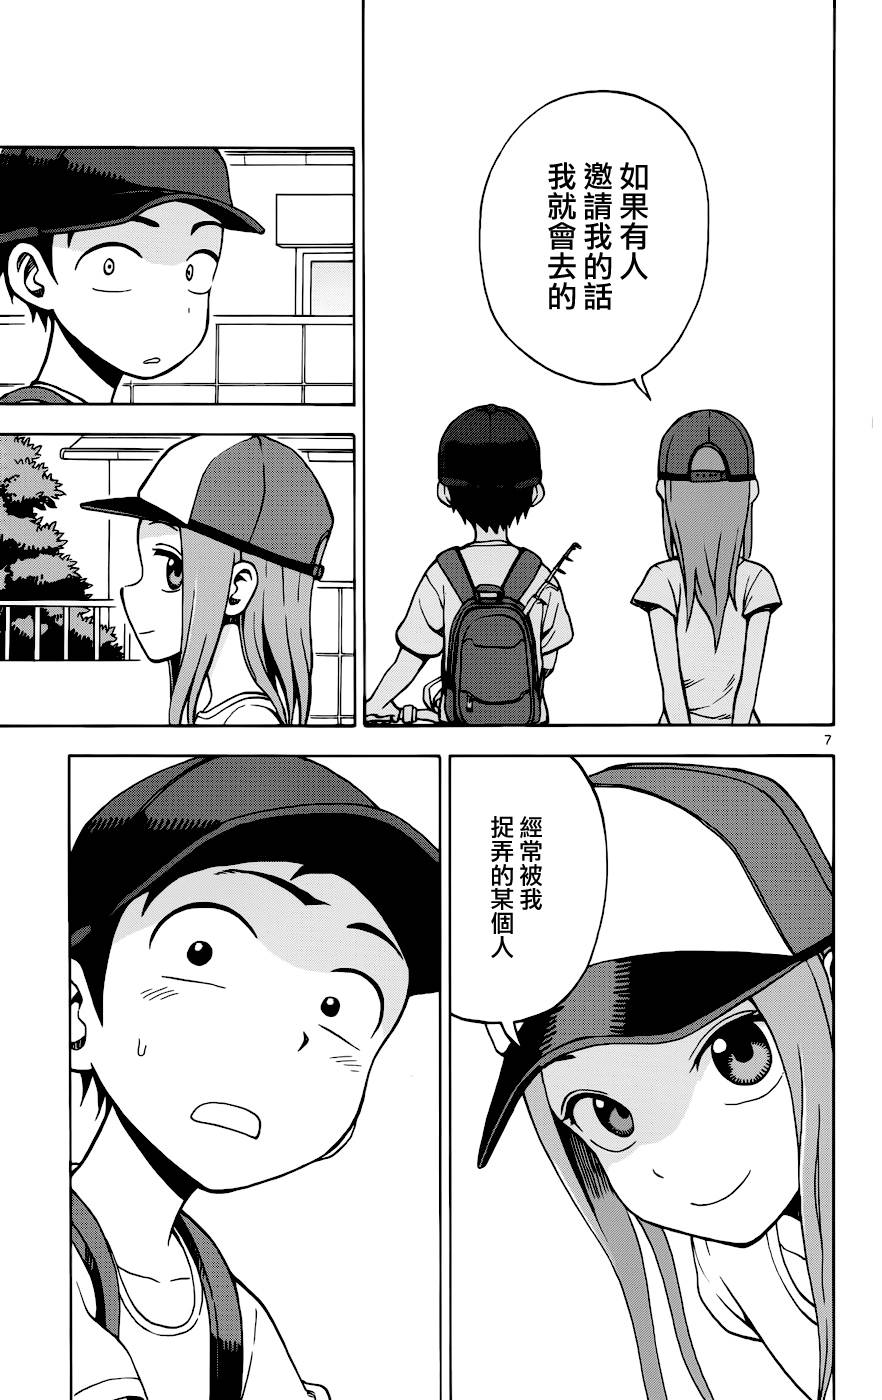 如果有人
邀請我的話
我就會去的
7
經常被我
捉弄的某個人